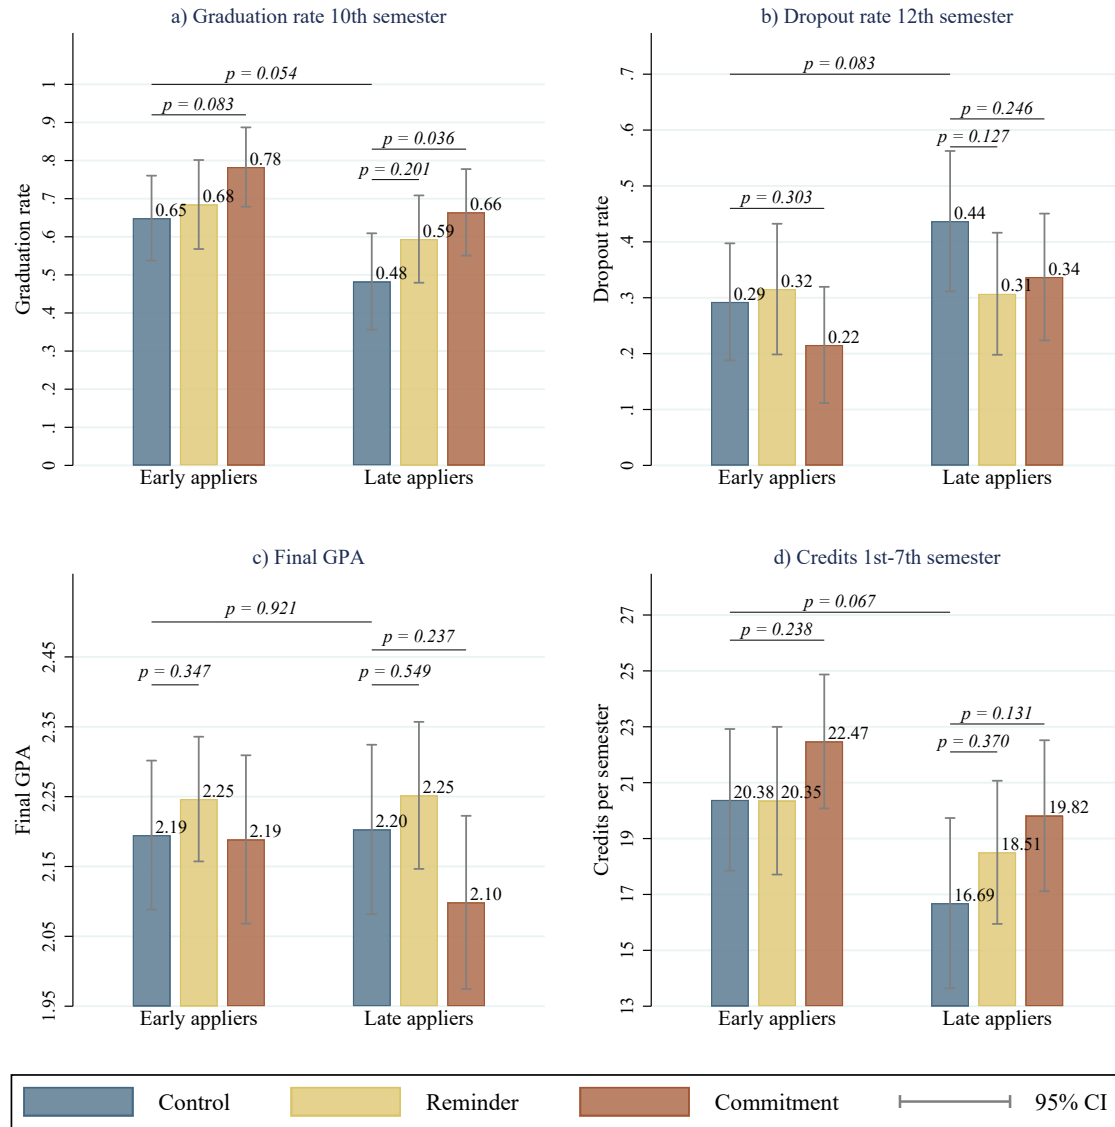 a) Graduation rate 10th semester
Graduation rate
0 .1 .2 .3 .4 .5 .6 .7 .8 .9 1
p = 0.054
p = 0.083
p = 0.036
p = 0.201
0.65
0.68
0.78
0.48
0.59
0.66
Early appliers
Late appliers
b) Dropout rate 12th semester
Dropout rate
0 .1 .2 .3 .4 .5 .6 .7
p = 0.083
p = 0.246
p = 0.127
p = 0.303
0.29
0.32
0.22
0.44
0.31
0.34
Early appliers
Late appliers
c) Final GPA
Final GPA
1.95 2.05 2.15 2.25 2.35 2.45
p = 0.921
p = 0.237
p = 0.347
p = 0.549
2.19
2.25
2.19
2.20
2.25
2.10
Early appliers
Late appliers
d) Credits 1st-7th semester
Credits per semester
13 15 17 19 21 23 25 27
p = 0.067
p = 0.238
p = 0.131
p = 0.370
20.38
20.35
22.47
16.69
18.51
19.82
Early appliers
Late appliers
Control
Reminder
Commitment
95% CI